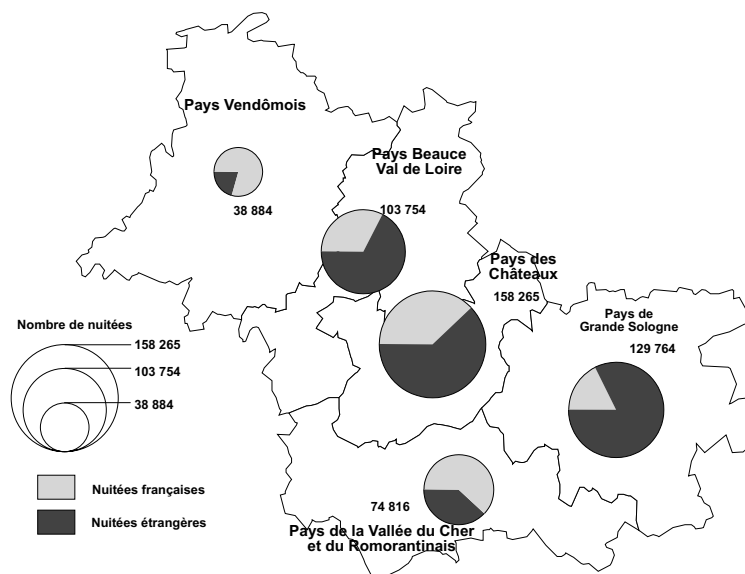 Pays Vendômois
38 884
Pays Beauce
Val de Loire
103 754
Pays des
Châteaux
158 265
Pays de
Grande Sologne
129 764
Nombre de nuitées
158 265
103 754
38 884
Nuitées françaises
Nuitées étrangères
74 816
Pays de la Vallée du Cher
et du Romorantinais